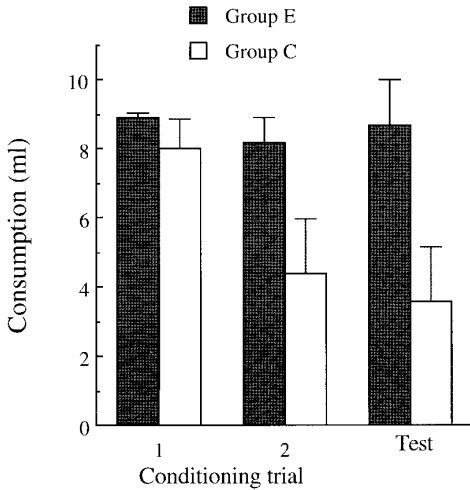 Group E
Group C
Consumption (ml)
10
8
6
4
2
0
1
2
Test
Conditioning trial